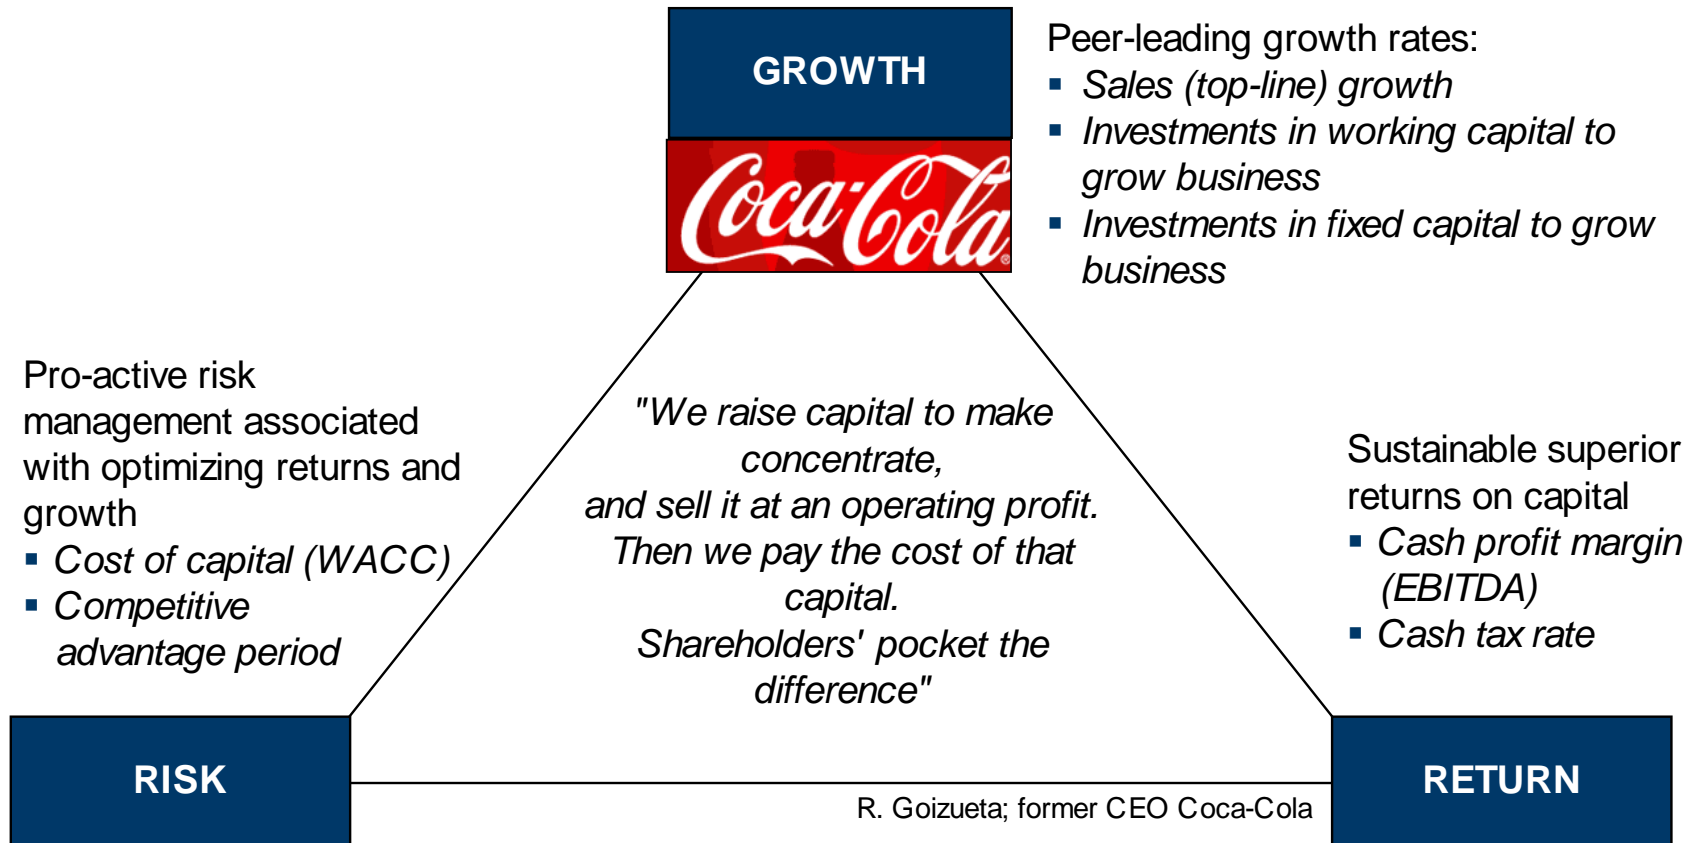 GROWTH
Coca-Cola
®
Peer-leading growth rates:
▪ Sales (top-line) growth
▪ Investments in working capital to
grow business
▪ Investments in fixed capital to grow
business
Pro-active risk
management associated
with optimizing returns and
growth
▪ Cost of capital (WACC)
▪ Competitive
advantage period
"We raise capital to make
concentrate,
and sell it at an operating profit.
Then we pay the cost of that
capital.
Shareholders' pocket the
difference"
Sustainable superior
returns on capital
▪ Cash profit margin
(EBITDA)
▪ Cash tax rate
RISK
R. Goizueta; former CEO Coca-Cola
RETURN